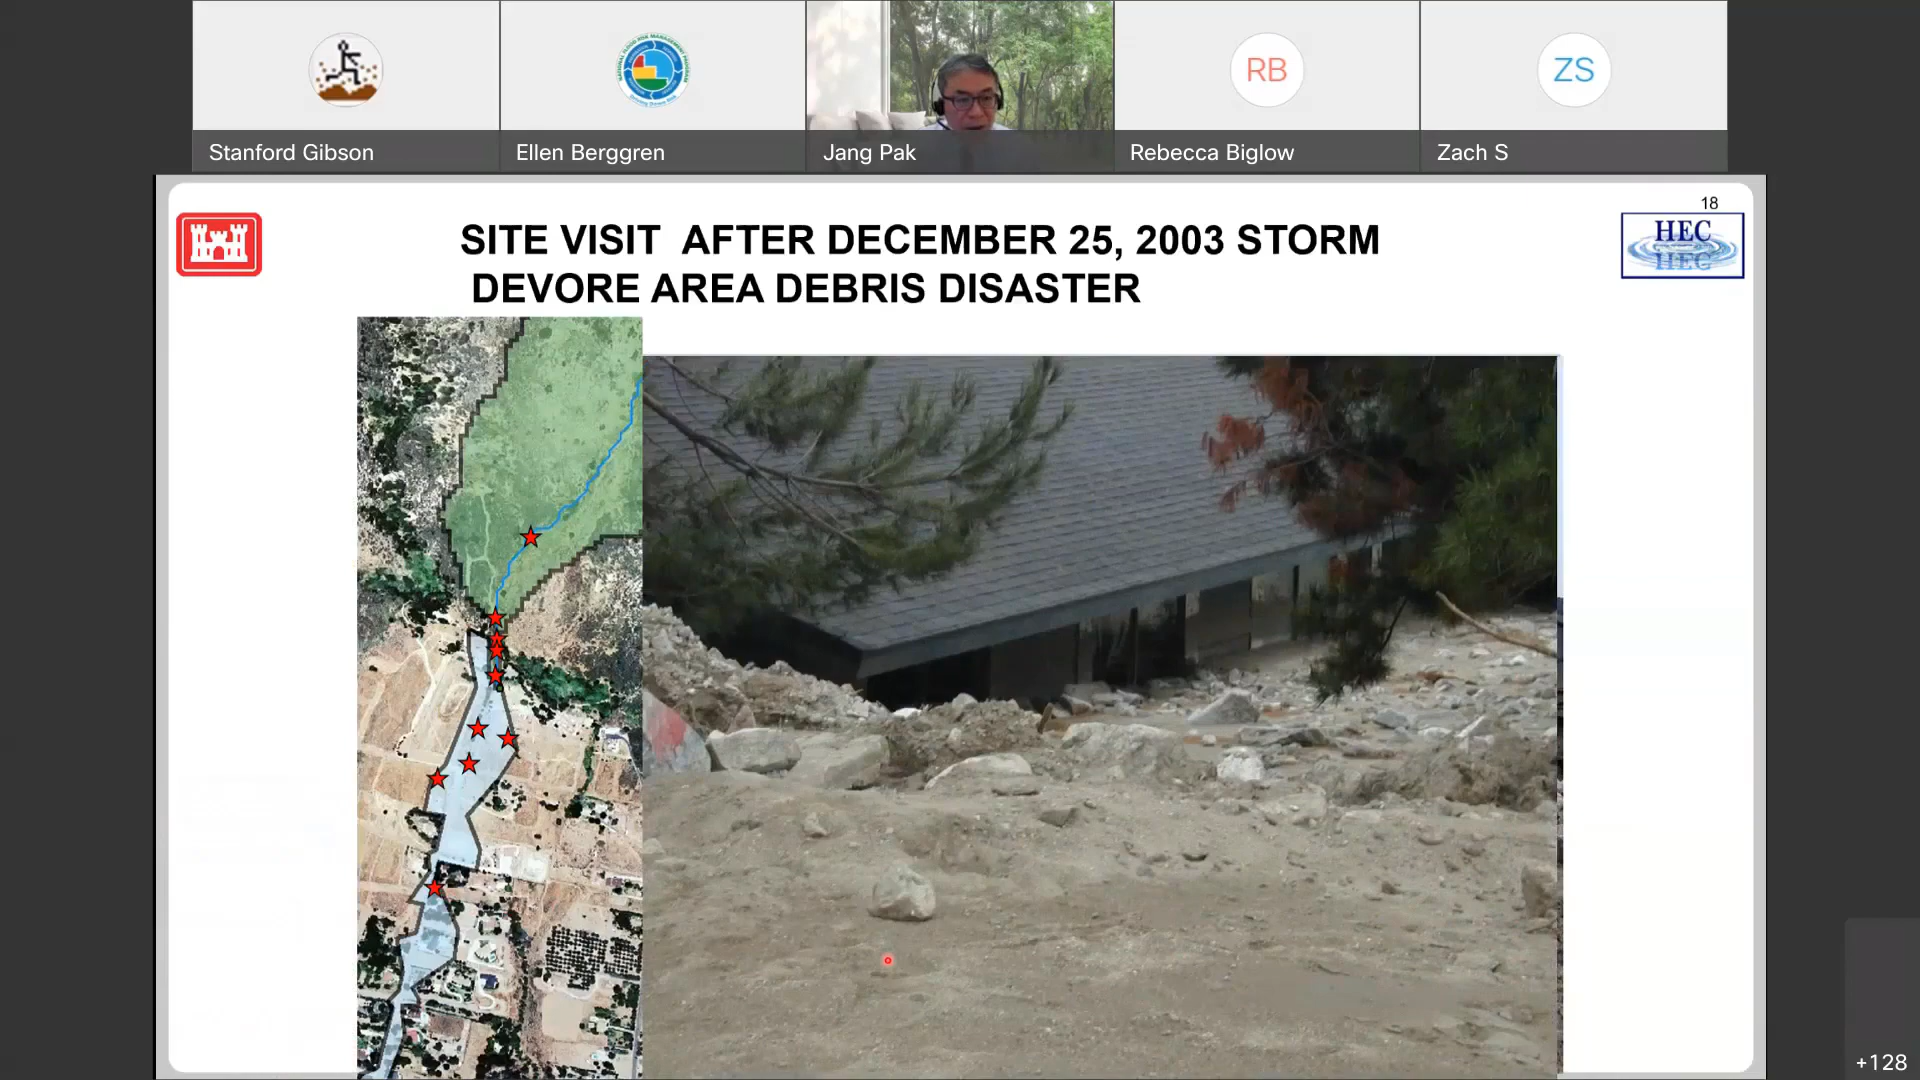 RB
ZS
Stanford Gibson
Ellen Berggren
Jang Pak
Rebecca Biglow
Zach S
18
SITE VISIT AFTER DECEMBER 25, 2003 STORM
DEVORE AREA DEBRIS DISASTER
HEC
+128